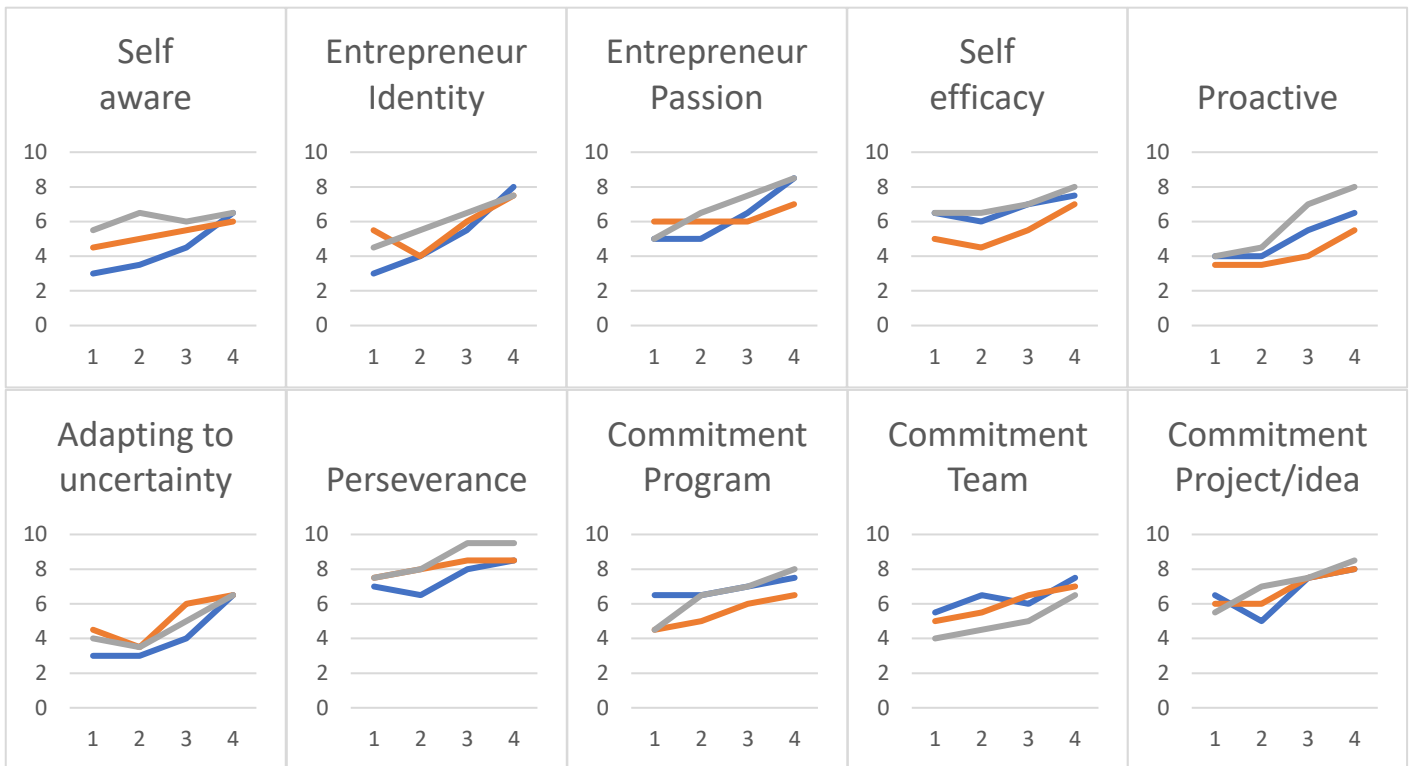 Self
aware
10
8
6
4
2
0
1 2 3 4
Entrepreneur
Identity
10
8
6
4
2
0
1 2 3 4
Entrepreneur
Passion
10
8
6
4
2
0
1 2 3 4
Self
efficacy
10
8
6
4
2
0
1 2 3 4
Proactive
10
8
6
4
2
0
1 2 3 4
Adapting to
uncertainty
10
8
6
4
2
0
1 2 3 4
Perseverance
10
8
6
4
2
0
1 2 3 4
Commitment
Program
10
8
6
4
2
0
1 2 3 4
Commitment
Team
10
8
6
4
2
0
1 2 3 4
Commitment
Project/idea
10
8
6
4
2
0
1 2 3 4